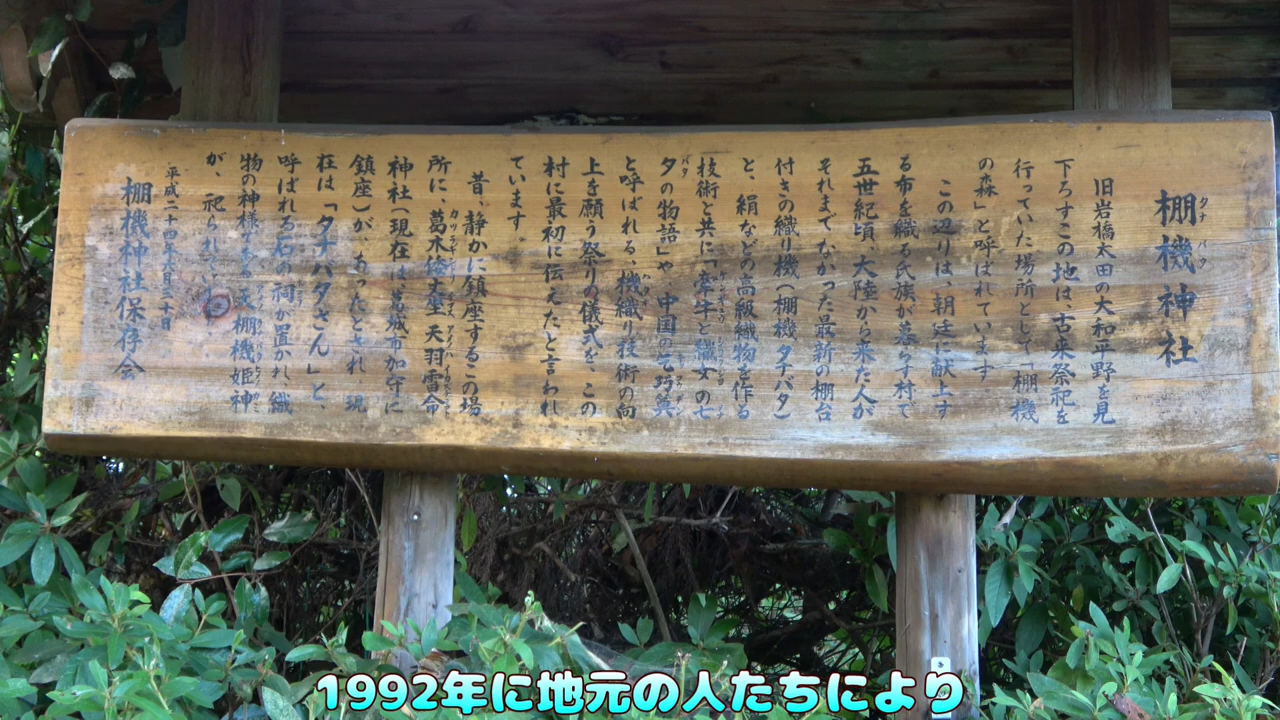 棚機神社
旧岩橋太田の大和平野を見
下ろすこの地は古来祭祀を
行っていた場所として「棚機
の森」と呼ばれています
この辺りは、朝廷に献上す
る布を織る氏族が暮らす村で
五世紀頃、大陸から来た人が
それまでなかった最新の棚台
付きの織り機(棚機タナバタ)
と、絹などの高級織物を作る
技術と共に「牽牛と織女の七
夕の物語」や、中国の乞巧奠
と呼ばれる、機織り技術の向
上を願う祭りの儀式を、この
村に最初に伝えたと言われ
ています。
昔、静かに鎮座するこの場
所に、葛木倭文坐天羽雷命
神社(現在は、葛城市加守に
鎮座)が、あったとされ、現
在は「タナバタさん」と、
呼ばれる石の祠が置かれ、織
物の神様である天棚機姫神
が、祀られて
平成二十四年六月三十日
棚機神社保存会
1992年に地元の人たちにより